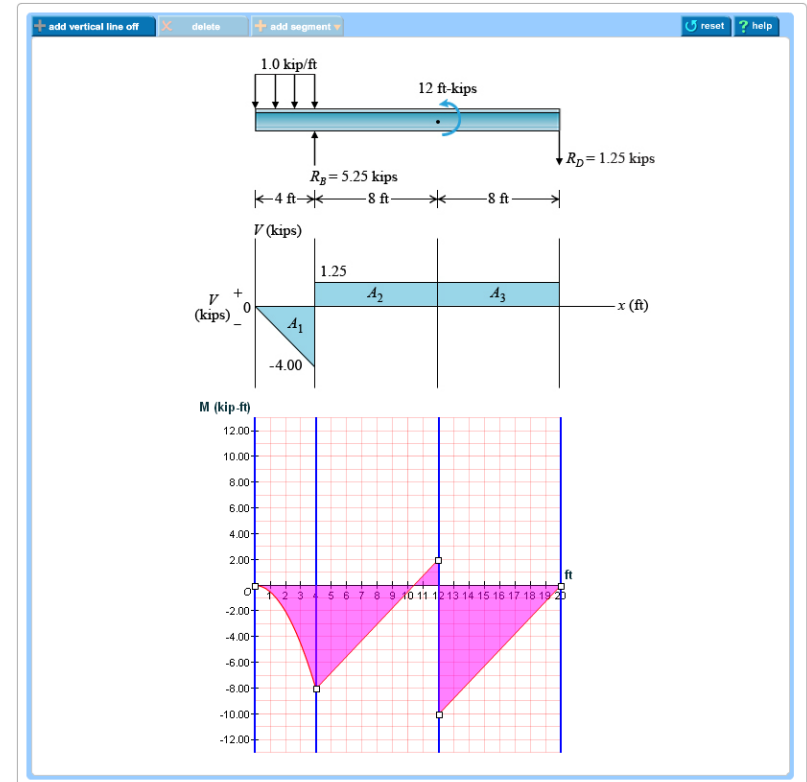 add vertical line off delete add segment reset ? help
1.0 kip/ft
12 ft-kips
R_D = 1.25 kips
R_B = 5.25 kips
4 ft 8 ft 8 ft
V (kips)
1.25
V
(kips)
+
0
−
A2 A3
x (ft)
A1
-4.00
M (kip-ft)
12.00
10.00
8.00
6.00
4.00
2.00
ft
O
1 2 3 4 5 6 7 8 9 10 11 12 13 14 15 16 17 18 19 20
-2.00
-4.00
-6.00
-8.00
-10.00
-12.00